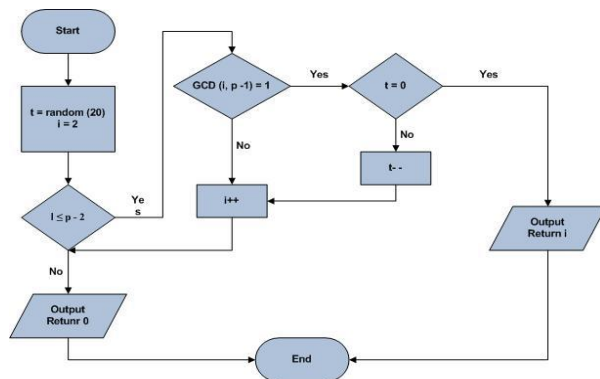 Start
t = random (20)
i = 2
I ≤ p - 2
Ye
s
No
Output
Retunr 0
GCD (i, p -1) = 1
Yes
No
i++
t = 0
Yes
No
t- -
Output
Return i
End